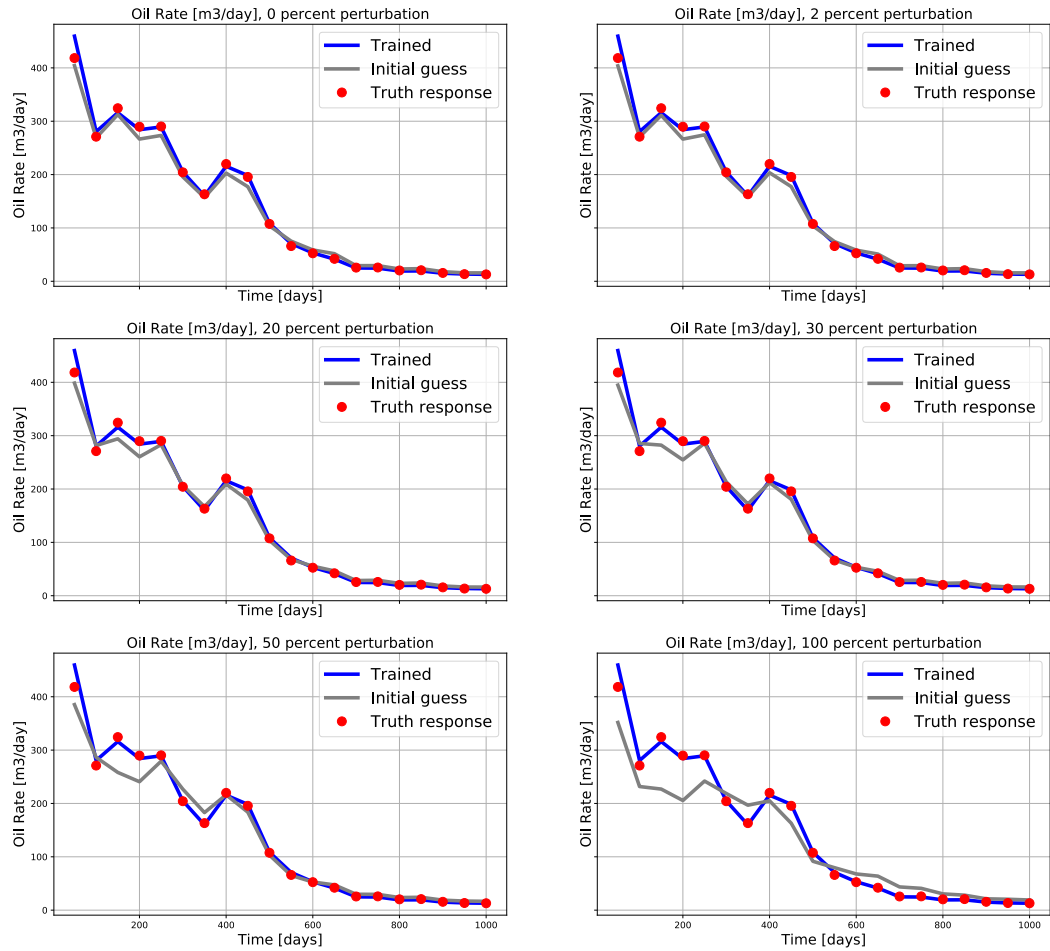 Oil Rate [m3/day], 0 percent perturbation
Oil Rate [m3/day]
400
300
200
100
0
Trained
Initial guess
Truth response
Time [days]
Oil Rate [m3/day], 2 percent perturbation
Oil Rate [m3/day]
Trained
Initial guess
Truth response
Time [days]
Oil Rate [m3/day], 20 percent perturbation
Oil Rate [m3/day]
400
300
200
100
0
Trained
Initial guess
Truth response
Time [days]
Oil Rate [m3/day], 30 percent perturbation
Oil Rate [m3/day]
Trained
Initial guess
Truth response
Time [days]
Oil Rate [m3/day], 50 percent perturbation
Oil Rate [m3/day]
400
300
200
100
0
Trained
Initial guess
Truth response
200 400 600 800 1000
Time [days]
Oil Rate [m3/day], 100 percent perturbation
Oil Rate [m3/day]
Trained
Initial guess
Truth response
200 400 600 800 1000
Time [days]